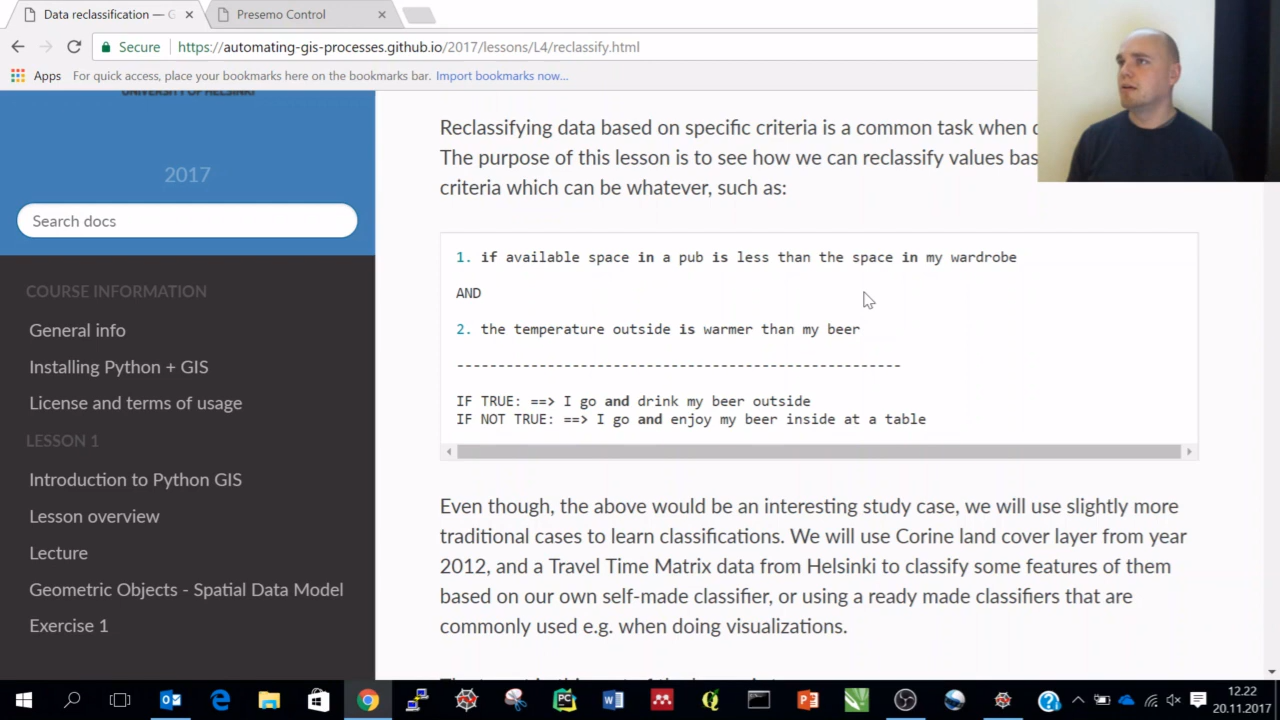 Data reclassification — G
Presemo Control
Secure
https://automating-gis-processes.github.io/2017/lessons/L4/reclassify.html
Apps
For quick access, place your bookmarks here on the bookmarks bar. Import bookmarks now...
UNIVERSITY OF HELSINKI
2017
Search docs
COURSE INFORMATION
General info
Installing Python + GIS
License and terms of usage
LESSON 1
Introduction to Python GIS
Lesson overview
Lecture
Geometric Objects - Spatial Data Model
Exercise 1
Reclassifying data based on specific criteria is a common task when
The purpose of this lesson is to see how we can reclassify values
criteria which can be whatever, such as:
1. if available space in a pub is less than the space in my wardrobe
AND
2. the temperature outside is warmer than my beer
------------------------------------------------------
IF TRUE: ==> I go and drink my beer outside
IF NOT TRUE: ==> I go and enjoy my beer inside at a table
Even though, the above would be an interesting study case, we will use slightly more
traditional cases to learn classifications. We will use Corine land cover layer from year
2012, and a Travel Time Matrix data from Helsinki to classify some features of them
based on our own self-made classifier, or using a ready made classifiers that are
commonly used e.g. when doing visualizations.
12.22
20.11.2017